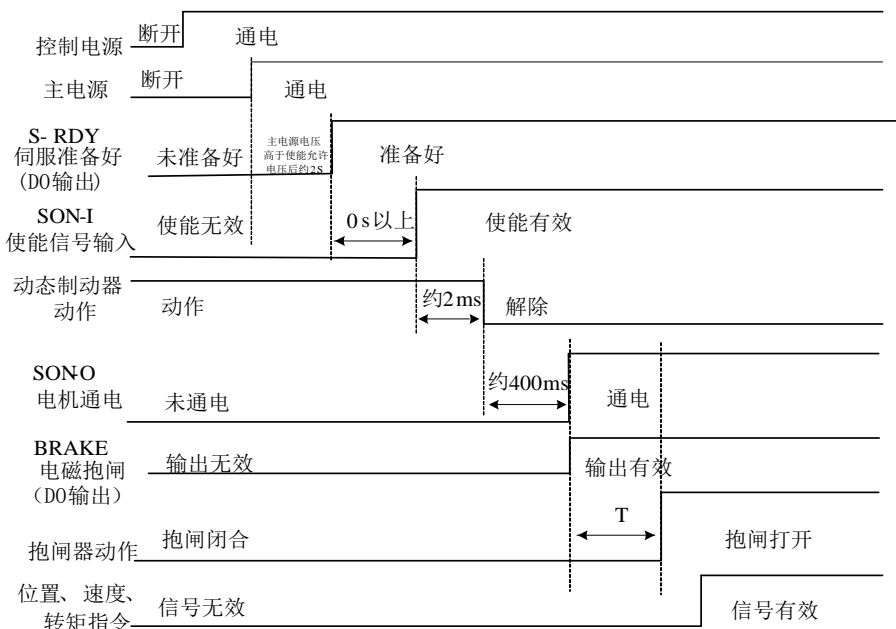 控制电源 断开 通电
主电源 断开 通电
S- RDY
伺服准备好
(DO输出)
未准备好
主电源电压
高于使能允许
电压后约2S
准备好
SON-I
使能信号输入
使能无效
0s以上
使能有效
动态制动器
动作
动作
约2ms
解除
SON-O
电机通电
未通电
约400ms
通电
BRAKE
电磁抱闸
（DO输出）
输出无效
输出有效
T
抱闸器动作
抱闸闭合
抱闸打开
位置、速度、
转矩指令
信号无效
信号有效